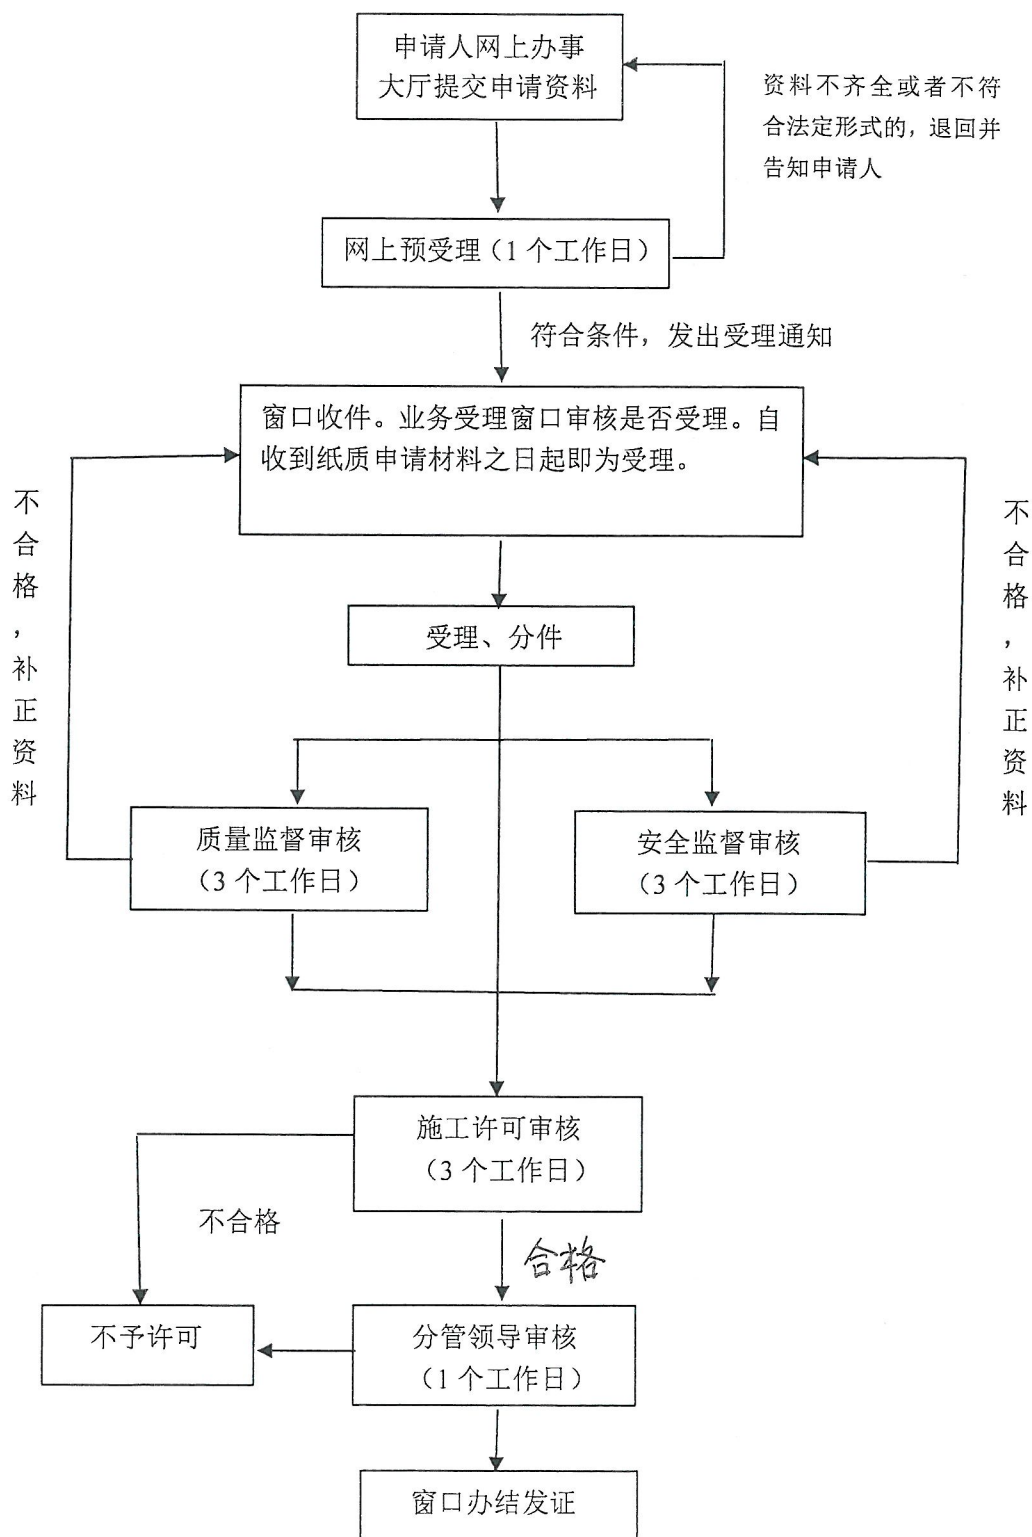 申请人网上办事
大厅提交申请资料
资料不齐全或者不符
合法定形式的，退回并
告知申请人
网上预受理（1 个工作日）
符合条件，发出受理通知
窗口收件。业务受理窗口审核是否受理。自
收到纸质申请材料之日起即为受理。
不合格，补正资料
不合格，补正资料
受理、分件
质量监督审核
（3 个工作日）
安全监督审核
（3 个工作日）
施工许可审核
（3 个工作日）
不合格
合格
不予许可
分管领导审核
（1 个工作日）
窗口办结发证